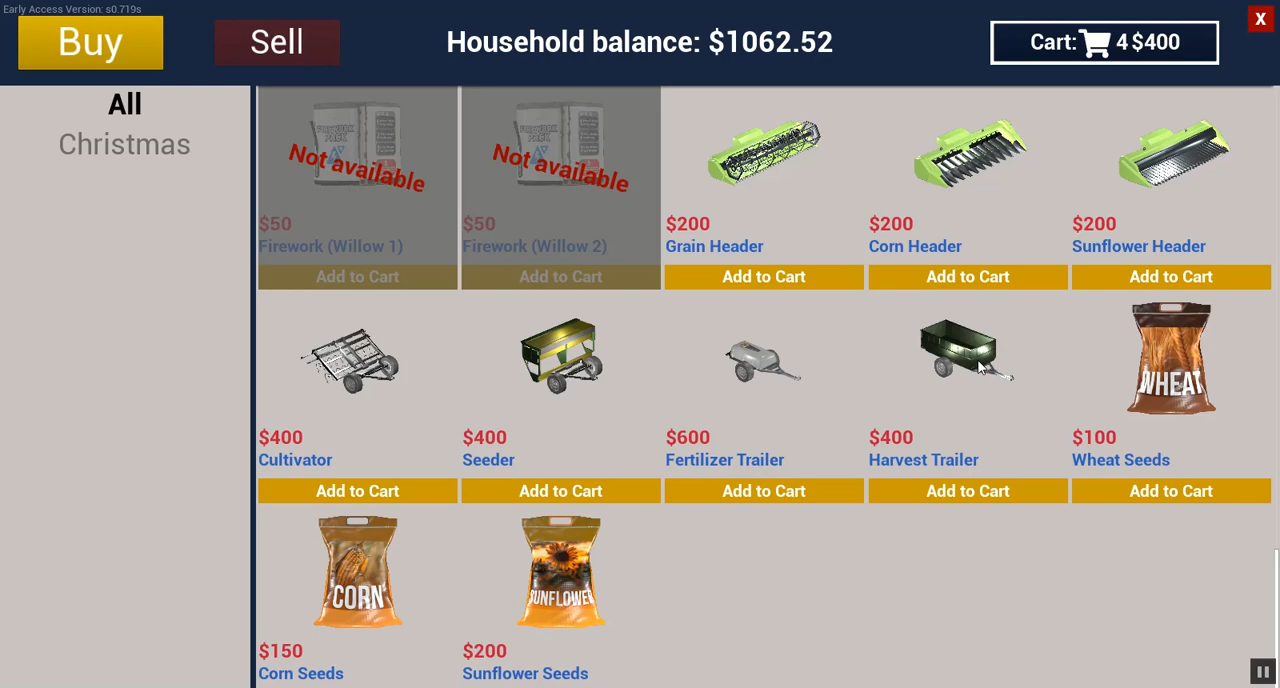 Early Access Version: s0.719s
Buy
Sell
Household balance: $1062.52
Cart: 4 $400
X
All
Christmas
Not available
Not available
$50
Firework (Willow 1)
Add to Cart
$50
Firework (Willow 2)
Add to Cart
$200
Grain Header
Add to Cart
$200
Corn Header
Add to Cart
$200
Sunflower Header
Add to Cart
$400
Cultivator
Add to Cart
$400
Seeder
Add to Cart
$600
Fertilizer Trailer
Add to Cart
$400
Harvest Trailer
Add to Cart
WHEAT
$100
Wheat Seeds
Add to Cart
CORN
$150
Corn Seeds
SUNFLOWER
$200
Sunflower Seeds